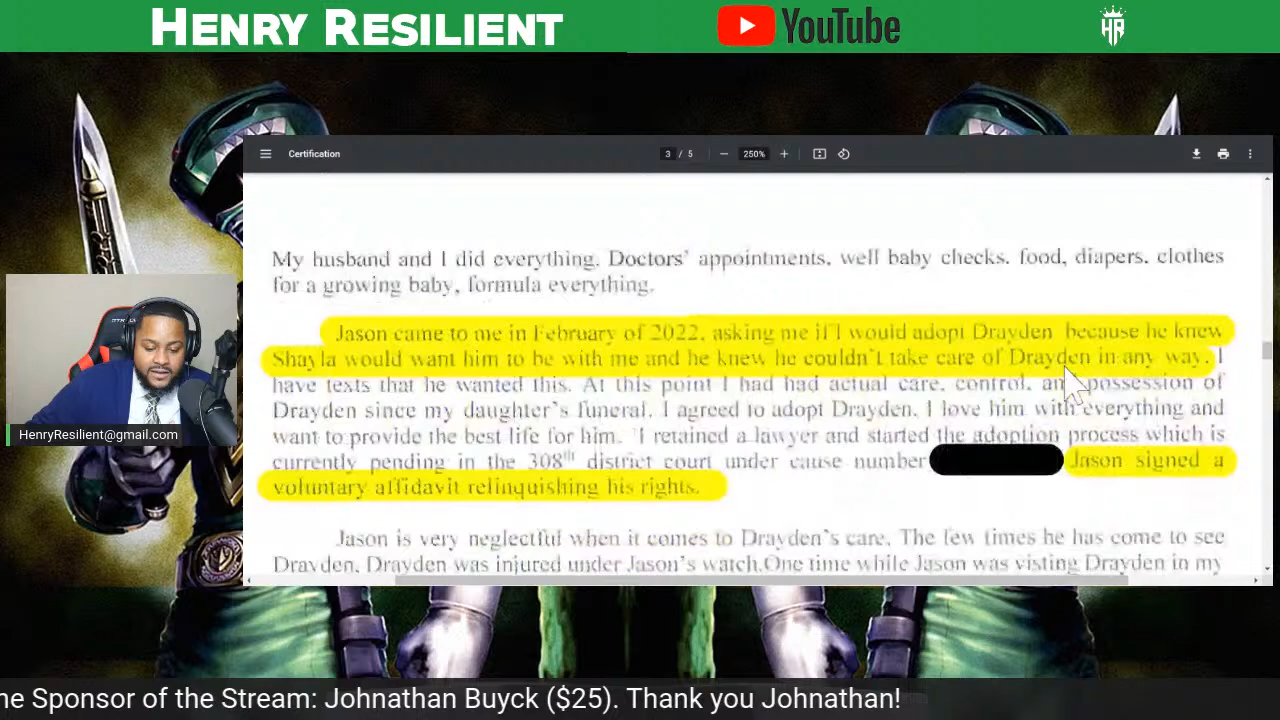 HENRY RESILIENT
YouTube
HR
Certification
3 / 5
250%
My husband and I did everything. Doctors' appointments, well baby checks, food, diapers, clothes
for a growing baby, formula everything.
Jason came to me in February of 2022, asking me if I would adopt Drayden because he knew
Shayla would want him to be with me and he knew he couldn't take care of Drayden in any way. I
have texts that he wanted this. At this point I had had actual care, control, and possession of
Drayden since my daughter's funeral. I agreed to adopt Drayden. I love him with everything and
want to provide the best life for him. I retained a lawyer and started the adoption process which is
currently pending in the 308th district court under cause number
Jason signed a
voluntary affidavit relinquishing his rights.
Jason is very neglectful when it comes to Drayden's care. The few times he has come to see
Drayden, Drayden was injured under Jason's watch.One time while Jason was visting Drayden in my
HenryResilient@gmail.com
he Sponsor of the Stream: Johnathan Buyck ($25). Thank you Johnathan!